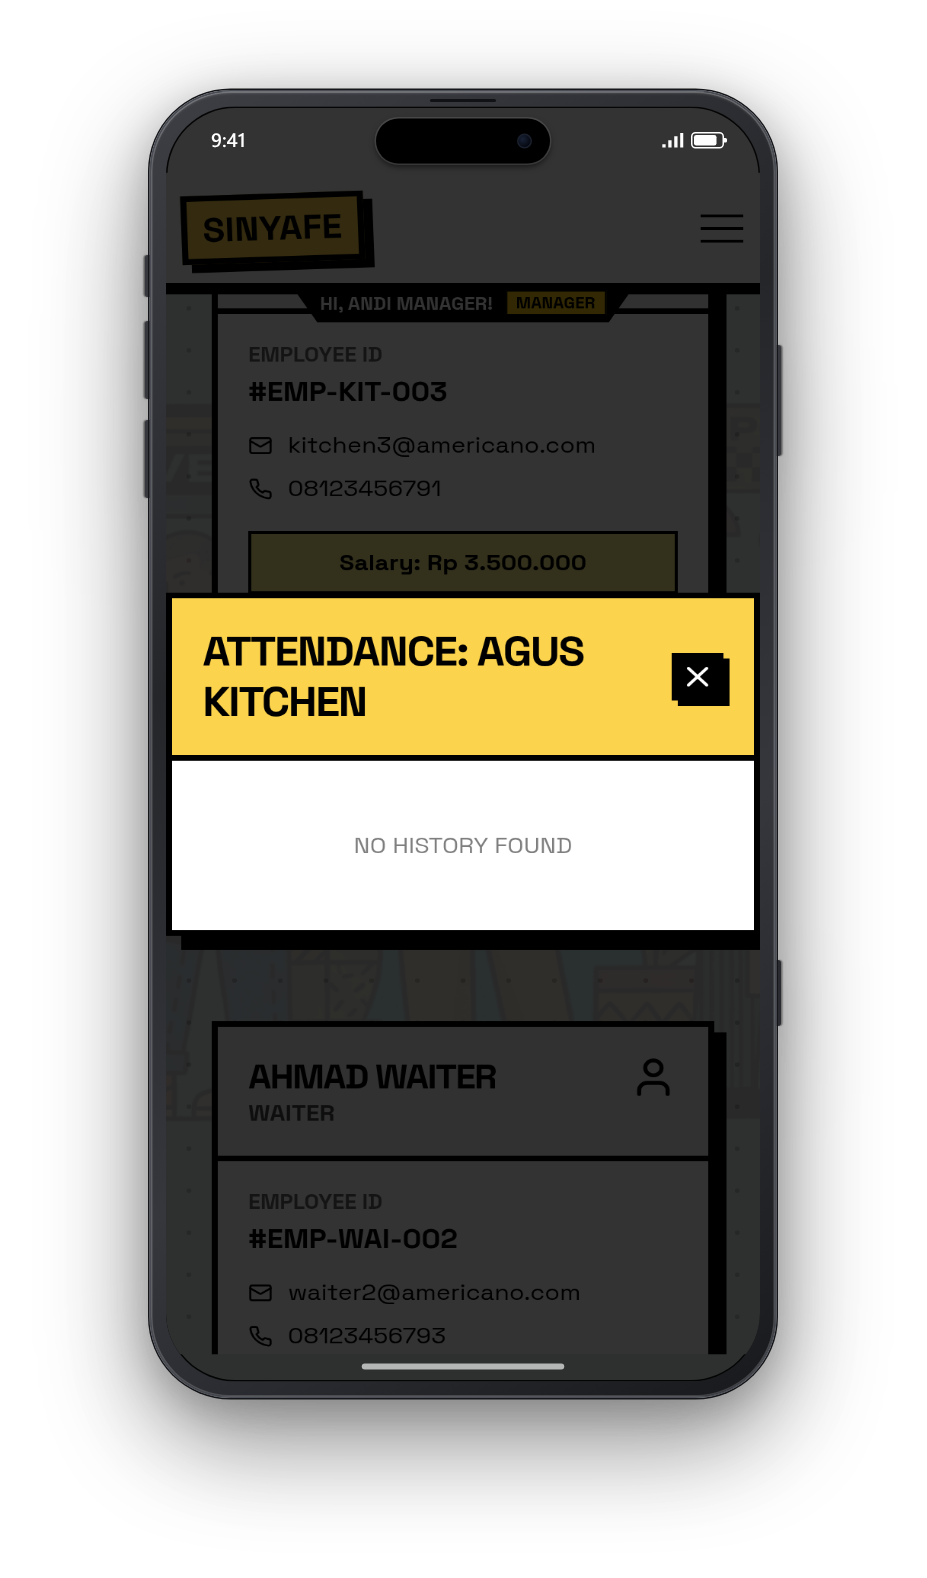 9:41
SINYAFE
HI, ANDI MANAGER! MANAGER
EMPLOYEE ID
#EMP-KIT-003
kitchen3@americano.com
08123456791
Salary: Rp 3.500.000
ATTENDANCE: AGUS
KITCHEN
NO HISTORY FOUND
AHMAD WAITER
WAITER
EMPLOYEE ID
#EMP-WAI-002
waiter2@americano.com
08123456793